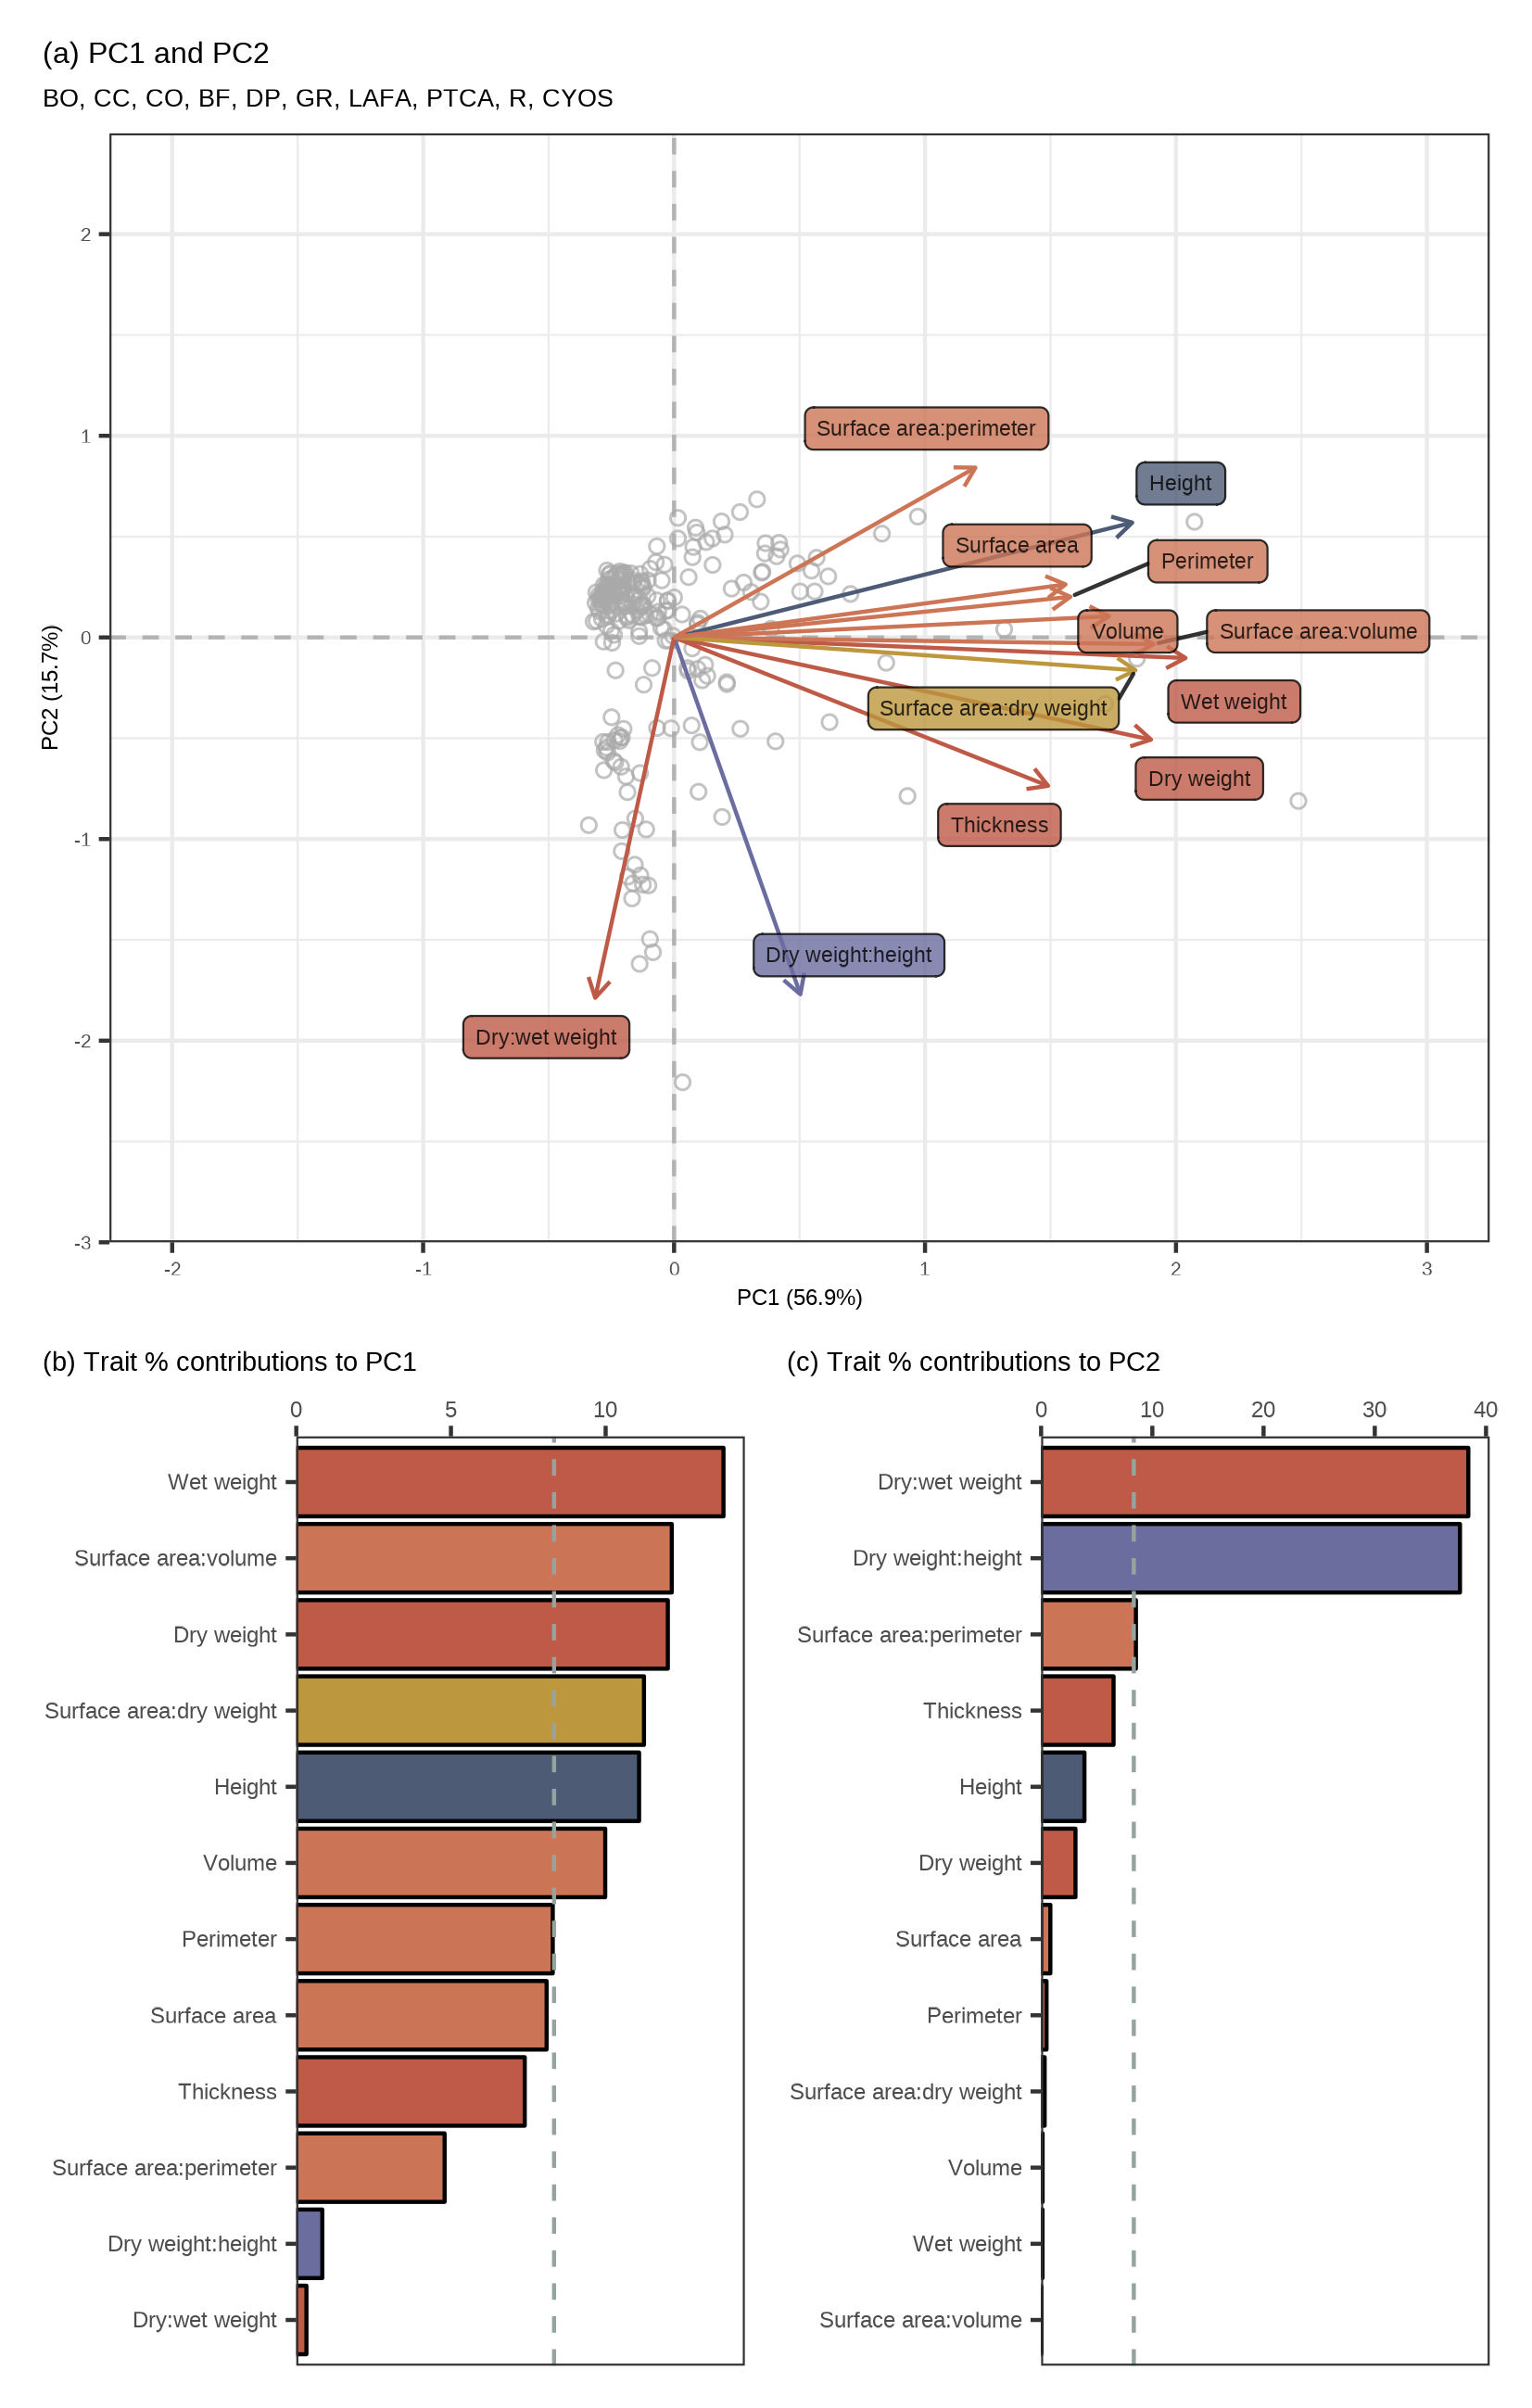 (a) PC1 and PC2
BO, CC, CO, BF, DP, GR, LAFA, PTCA, R, CYOS
2
1
0
-1
-2
-3
PC2 (15.7%)
Surface area:perimeter
Height
Surface area
Perimeter
Volume
Surface area:volume
Wet weight
Surface area:dry weight
Dry weight
Thickness
Dry weight:height
Dry:wet weight
-2
-1
0
1
2
3
PC1 (56.9%)
(b) Trait % contributions to PC1
0
5
10
Wet weight
Surface area:volume
Dry weight
Surface area:dry weight
Height
Volume
Perimeter
Surface area
Thickness
Surface area:perimeter
Dry weight:height
Dry:wet weight
(c) Trait % contributions to PC2
0
10
20
30
40
Dry:wet weight
Dry weight:height
Surface area:perimeter
Thickness
Height
Dry weight
Surface area
Perimeter
Surface area:dry weight
Volume
Wet weight
Surface area:volume